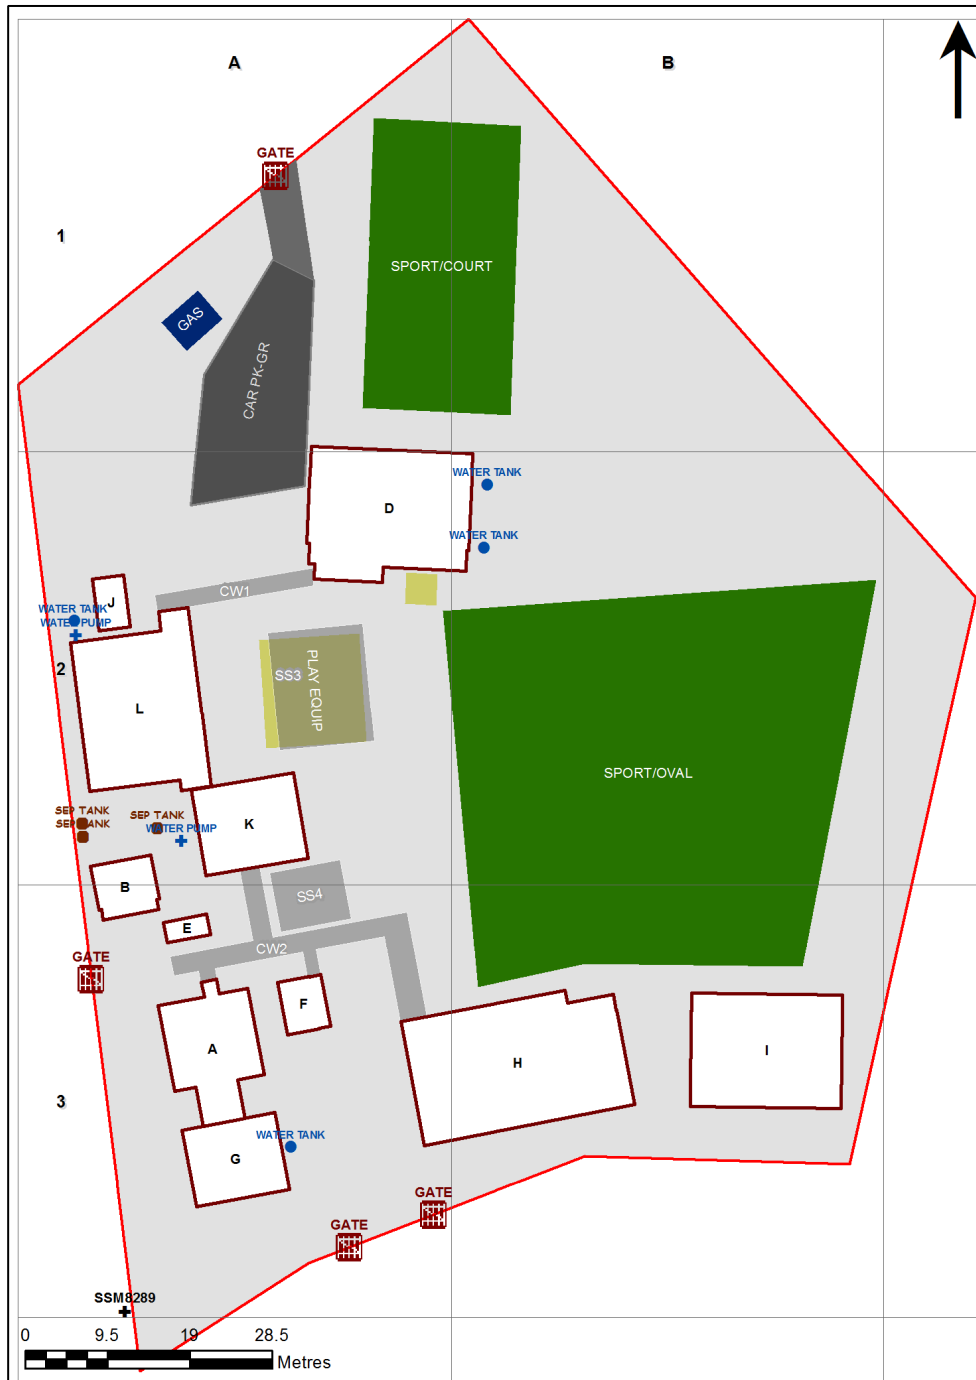 A
B
GATE
1
SPORT/COURT
GAS
CAR PK-GR
WATER TANK
D
WATER TANK
CW1
J
WATER TANK
WATER PUMP
2
SS3
PLAY EQUIP
L
SPORT/OVAL
SEP TANK
SEP TANK
SEP TANK
WATER PUMP
K
B
SS4
E
CW2
GATE
F
A
H
I
3
WATER TANK
G
GATE
GATE
SSM8289
0 9.5 19 28.5
Metres